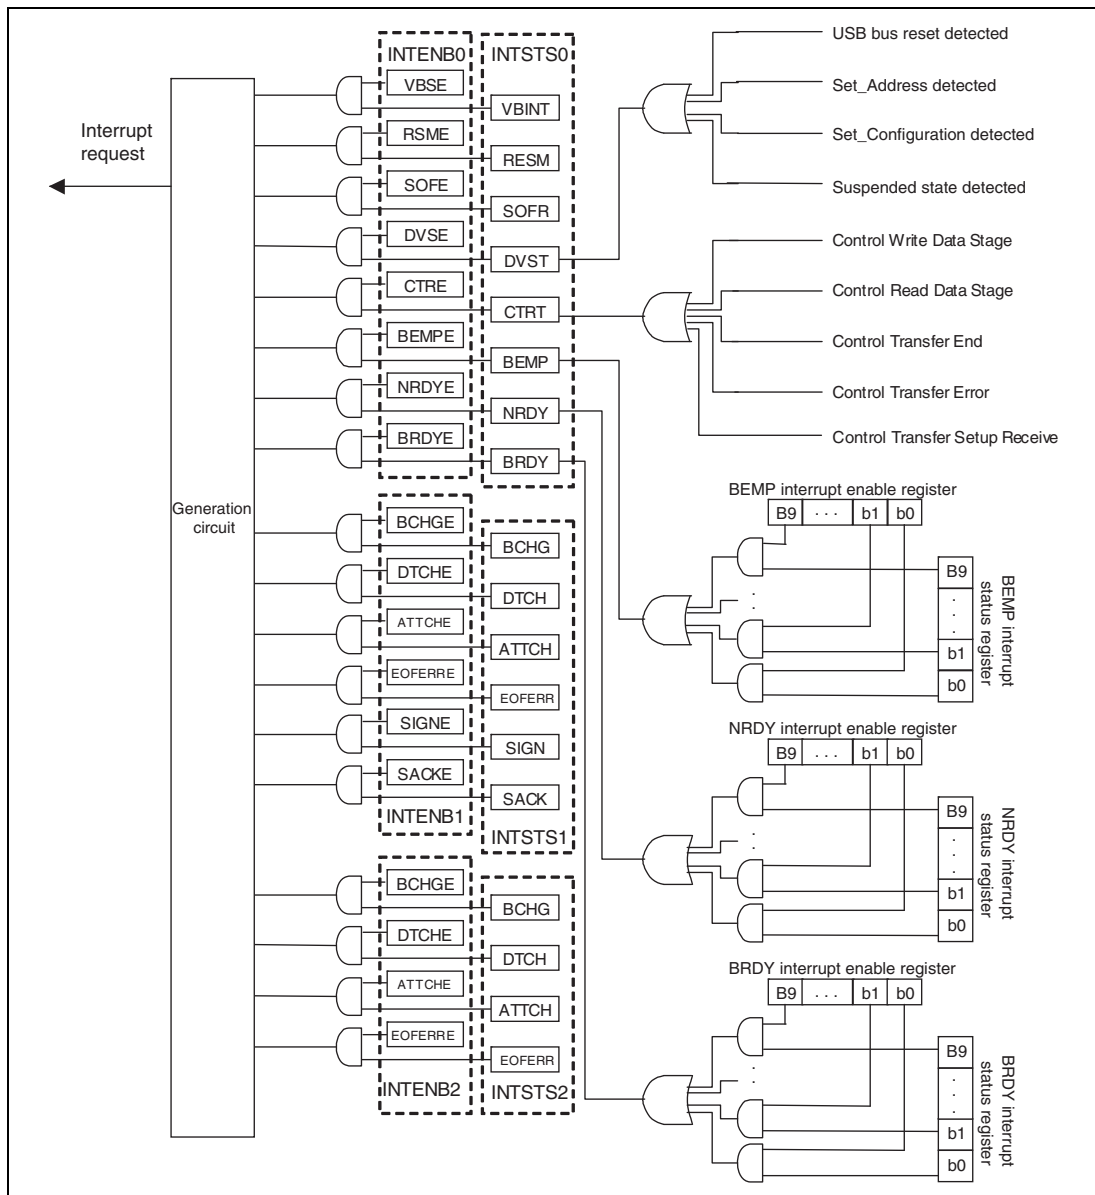 Interrupt
request
Generation
circuit
INTENB0
VBSE
RSME
SOFE
DVSE
CTRE
BEMPE
NRDYE
BRDYE
INTSTS0
VBINT
RESM
SOFR
DVST
CTRT
BEMP
NRDY
BRDY
BCHGE
DTCHE
ATTCHE
EOFERRE
SIGNE
SACKE
INTENB1
BCHG
DTCH
ATTCH
EOFERR
SIGN
SACK
INTSTS1
BCHGE
DTCHE
ATTCHE
EOFERRE
INTENB2
BCHG
DTCH
ATTCH
EOFERR
INTSTS2
USB bus reset detected
Set_Address detected
Set_Configuration detected
Suspended state detected
Control Write Data Stage
Control Read Data Stage
Control Transfer End
Control Transfer Error
Control Transfer Setup Receive
BEMP interrupt enable register
B9 . . . b1 b0
B9
.
.
.
b1
b0
BEMP interrupt
status register
NRDY interrupt enable register
B9 . . . b1 b0
B9
.
.
.
b1
b0
NRDY interrupt
status register
BRDY interrupt enable register
B9 . . . b1 b0
B9
.
.
.
b1
b0
BRDY interrupt
status register